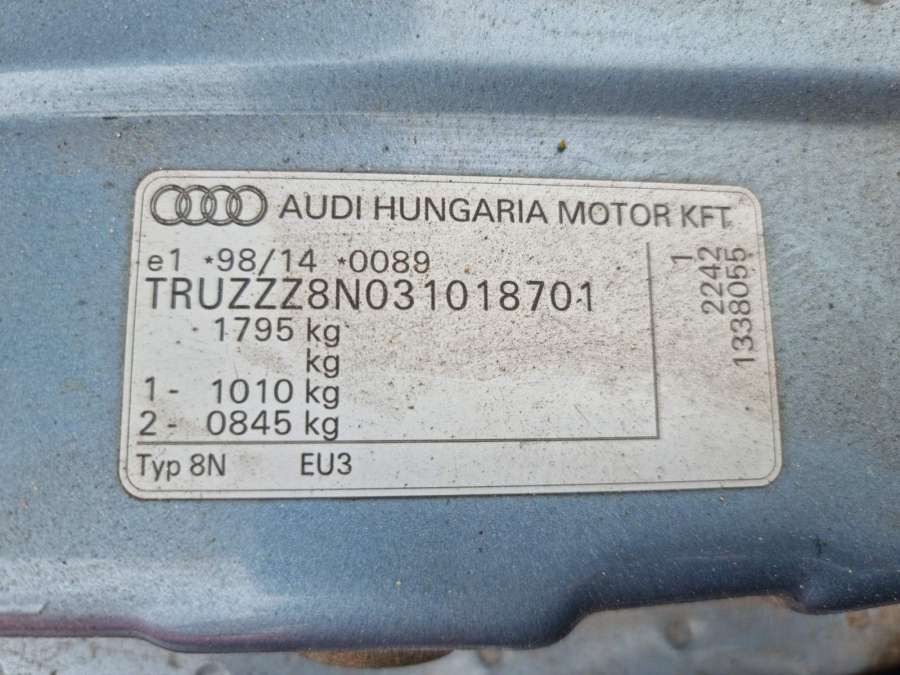 AUDI HUNGARIA MOTOR KFT
e1 *98/14 *0089
TRUZZZ8N031018701
1795 kg
kg
1- 1010 kg
2- 0845 kg
Typ 8N EU3
1
2242
1338055